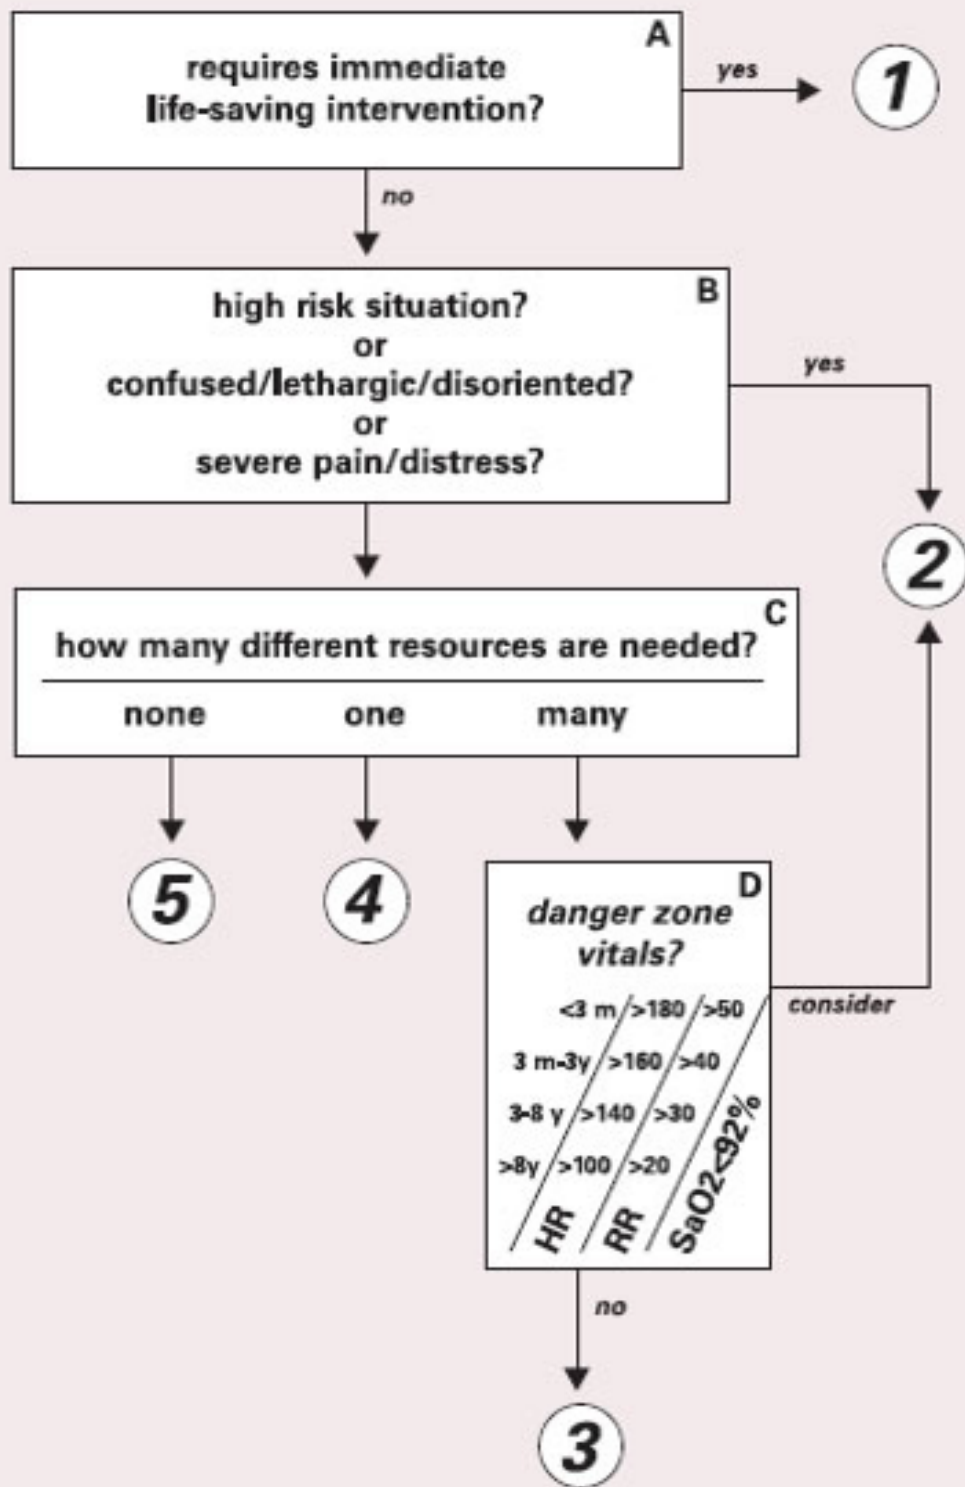 A
requires immediate
life-saving intervention?
yes
1
no
B
high risk situation?
or
confused/lethargic/disoriented?
or
severe pain/distress?
yes
2
C
how many different resources are needed?
none one many
5 4
D
danger zone
vitals?
<3 m >180 >50
3 m-3y >160 >40
3-8 y >140 >30
>8y >100 >20
HR RR SaO2<92%
consider
no
3